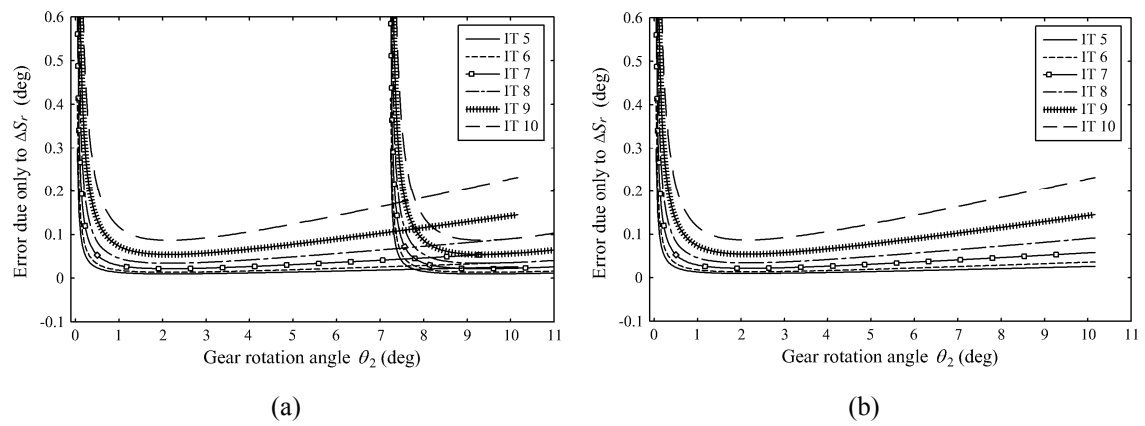 0.6
0.5
0.4
0.3
0.2
0.1
0
-0.1
Error due only to ΔSr (deg)
0 1 2 3 4 5 6 7 8 9 10 11
Gear rotation angle θ2 (deg)
IT 5
IT 6
IT 7
IT 8
IT 9
IT 10
(a)
0.6
0.5
0.4
0.3
0.2
0.1
0
-0.1
Error due only to ΔSr (deg)
0 1 2 3 4 5 6 7 8 9 10 11
Gear rotation angle θ2 (deg)
IT 5
IT 6
IT 7
IT 8
IT 9
IT 10
(b)